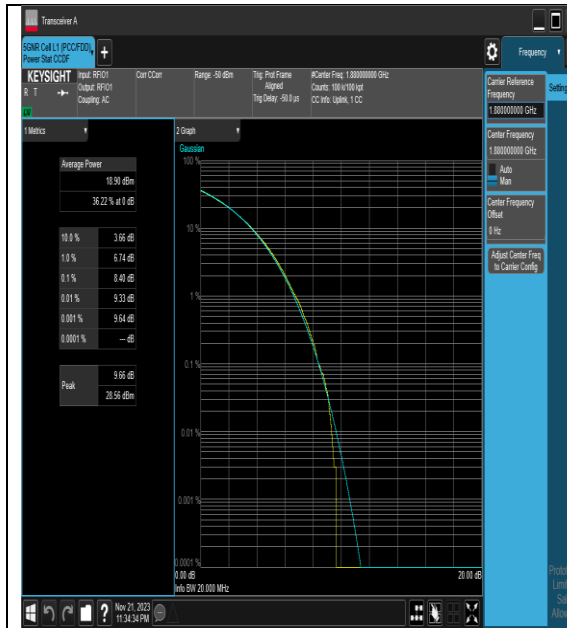 Transceiver A
5GNR Cell L1 (PCC/FDD)
Power Stat CCDF
+
Frequency
KEYSIGHT
R T
LV
Input: RFIO1
Output: RFIO1
Coupling: AC
Corr CCorr
Range: -50 dBm
Trig: Prot Frame
Aligned
Trig Delay: -50.0 μs
#Center Freq: 1.880000000 GHz
Counts: 100 k/100 kpt
CC Info: Uplink, 1 CC
Carrier Reference
Frequency
1.880000000 GHz
Center Frequency
1.880000000 GHz
Auto
Man
Center Frequency
Offset
0 Hz
Adjust Center Freq
to Carrier Config
1 Metrics
Average Power
18.90 dBm
36.22 % at 0 dB
10.0 % 3.66 dB
1.0 % 6.74 dB
0.1 % 8.40 dB
0.01 % 9.33 dB
0.001 % 9.64 dB
0.0001 % --- dB
Peak 9.66 dB
28.56 dBm
2 Graph
Gaussian
100 %
10 %
1 %
0.1 %
0.01 %
0.001 %
0.0001 %
0.00 dB 20.00 dB
Info BW 20.000 MHz
Nov 21, 2023
11:34:34 PM
?